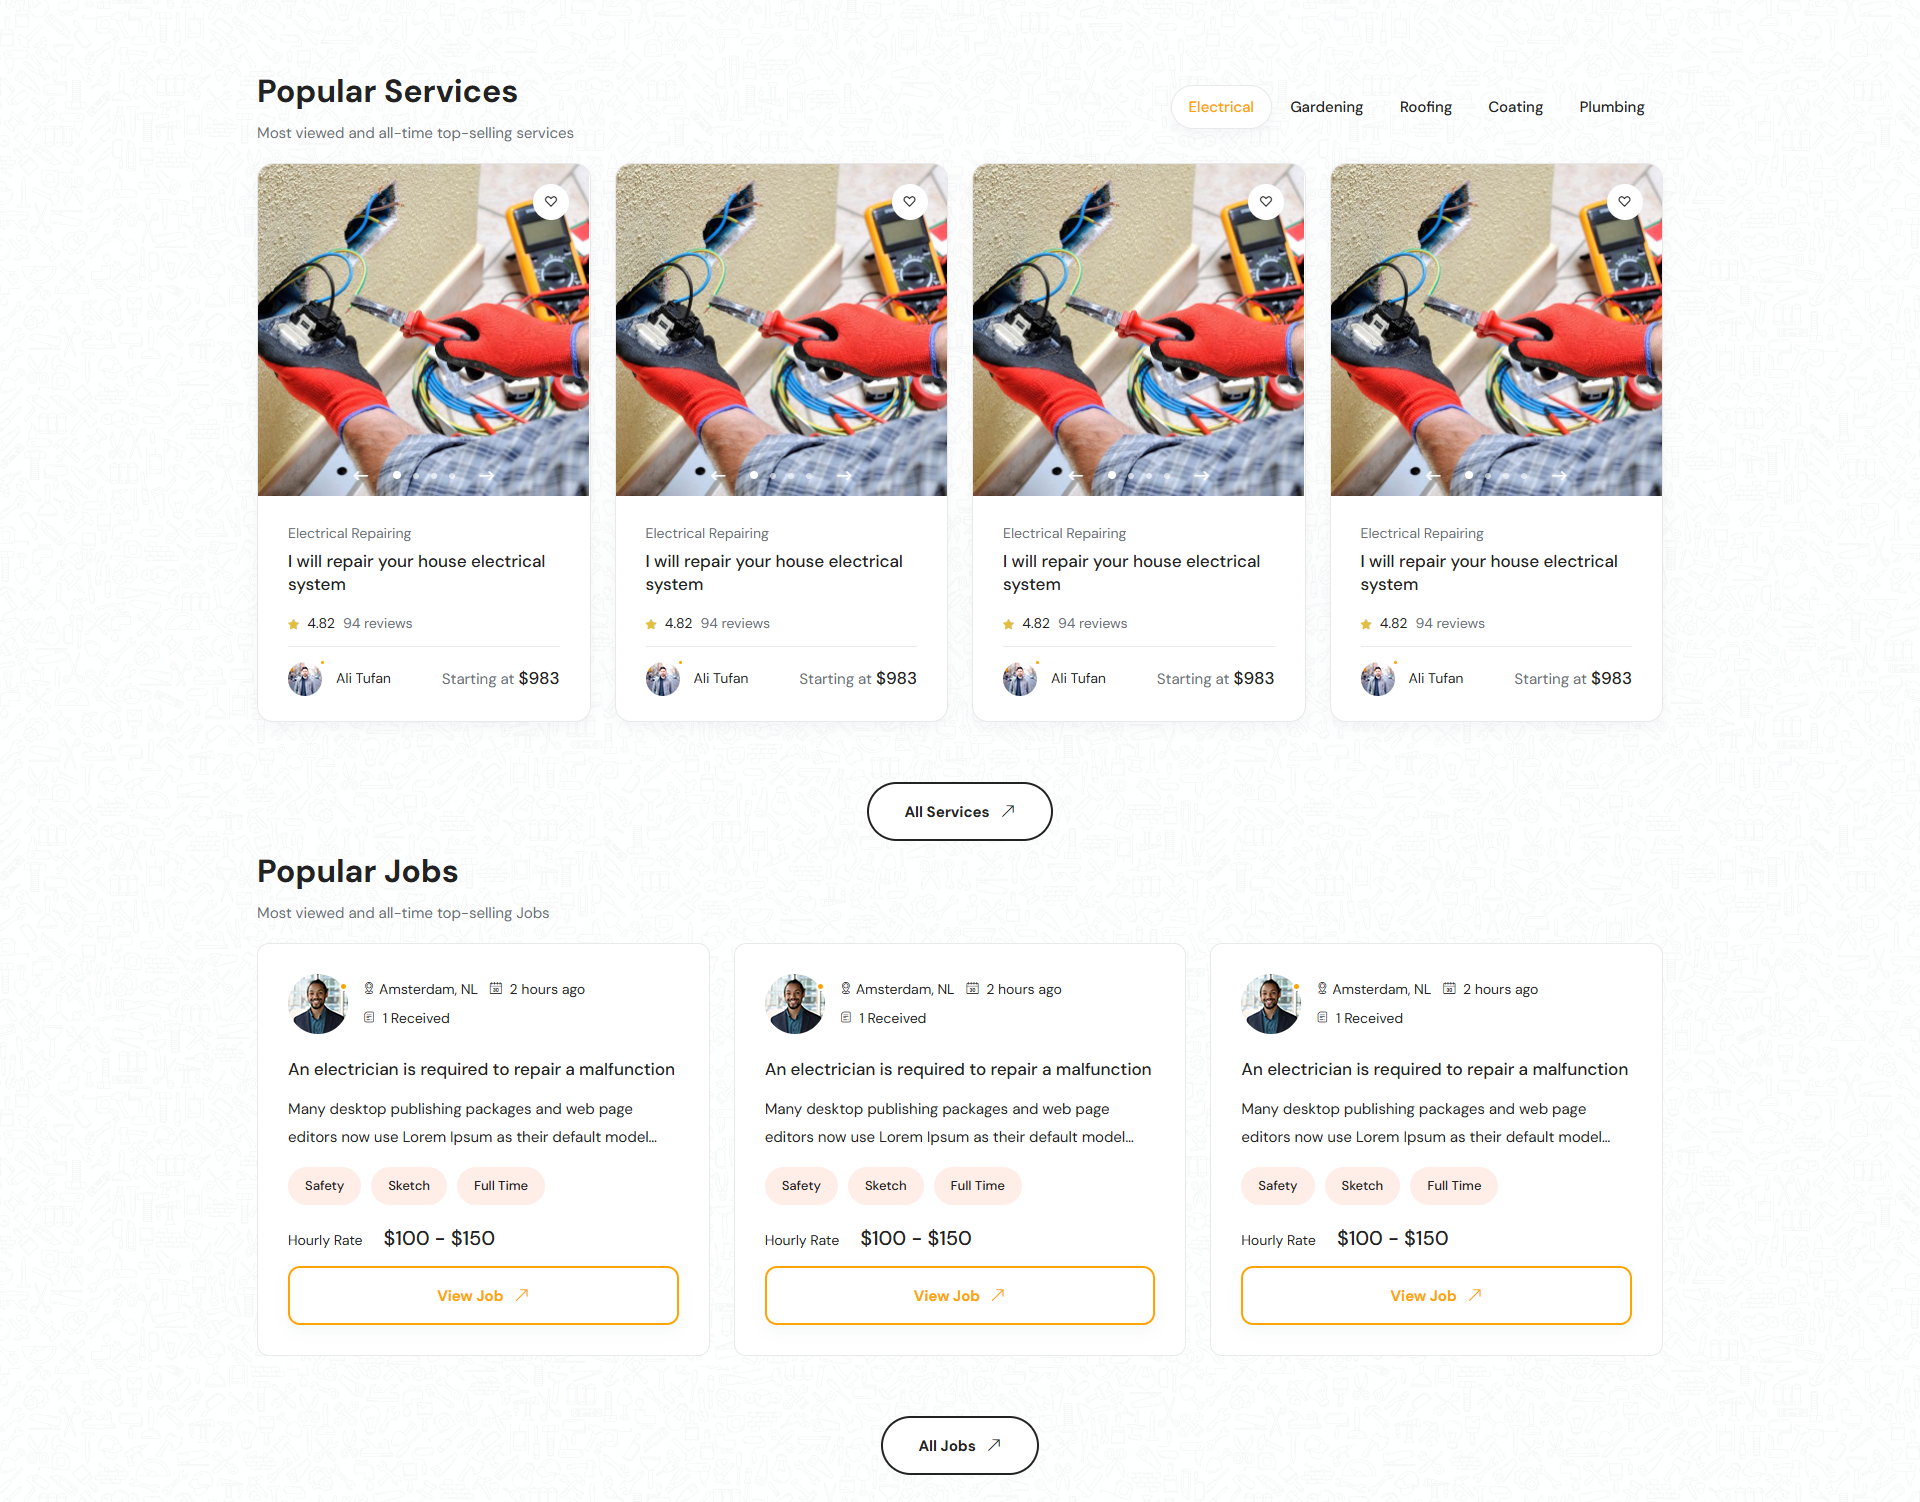 Popular Services
Most viewed and all-time top-selling services
Electrical
Gardening
Roofing
Coating
Plumbing
Electrical Repairing
I will repair your house electrical
system
4.82 94 reviews
Ali Tufan
Starting at $983
Electrical Repairing
I will repair your house electrical
system
4.82 94 reviews
Ali Tufan
Starting at $983
Electrical Repairing
I will repair your house electrical
system
4.82 94 reviews
Ali Tufan
Starting at $983
Electrical Repairing
I will repair your house electrical
system
4.82 94 reviews
Ali Tufan
Starting at $983
All Services
Popular Jobs
Most viewed and all-time top-selling Jobs
Amsterdam, NL 2 hours ago
1 Received
An electrician is required to repair a malfunction
Many desktop publishing packages and web page
editors now use Lorem Ipsum as their default model...
Safety Sketch Full Time
Hourly Rate $100 - $150
View Job
Amsterdam, NL 2 hours ago
1 Received
An electrician is required to repair a malfunction
Many desktop publishing packages and web page
editors now use Lorem Ipsum as their default model...
Safety Sketch Full Time
Hourly Rate $100 - $150
View Job
Amsterdam, NL 2 hours ago
1 Received
An electrician is required to repair a malfunction
Many desktop publishing packages and web page
editors now use Lorem Ipsum as their default model...
Safety Sketch Full Time
Hourly Rate $100 - $150
View Job
All Jobs